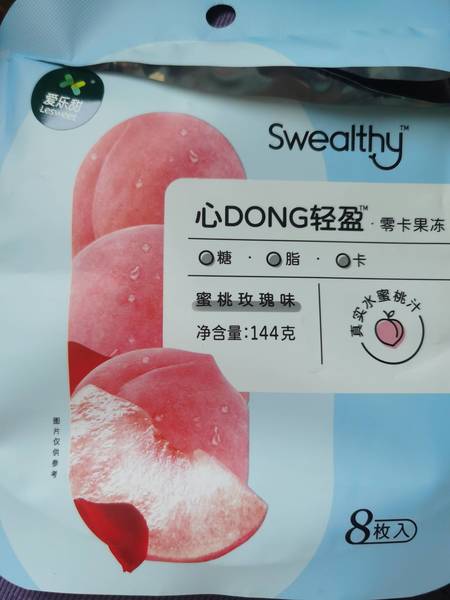 爱乐甜
Lesweet
Swealthy™
心DONG轻盈™·零卡果冻
0糖·0脂·0卡
蜜桃玫瑰味
净含量:144克
真实水蜜桃汁
图片仅供参考
8枚入